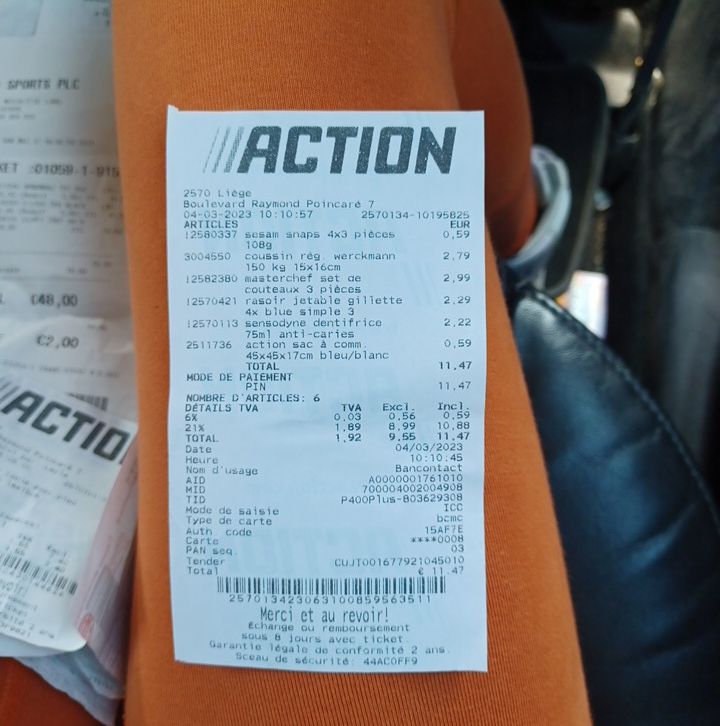 SPORTS PLC
KET :01059-1-915
€48,00
€2,00
ACTIO
ACTION
2570 Liège
Boulevard Raymond Poincaré 7
04-03-2023 10:10:57 2570134-10195825
ARTICLES EUR
12580337 sesam snaps 4x3 pièces 0,59
108g
3004550 coussin rég. werckmann 2,79
150 kg 15x16cm
12582380 masterchef set de 2,99
couteaux 3 pièces
12570421 rasoir jetable gillette 2,29
4x blue simple 3
12570113 sensodyne dentifrice 2,22
75ml anti-caries
2511736 action sac à comm. 0,59
45x45x17cm bleu/blanc
TOTAL 11,47
MODE DE PAIEMENT
PIN 11,47
NOMBRE D'ARTICLES: 6
DÉTAILS TVA TVA Excl. Incl.
6% 0,03 0,56 0,59
21% 1,89 8,99 10,88
TOTAL 1,92 9,55 11,47
Date 04/03/2023
Heure 10:10:45
Nom d'usage Bancontact
AID A0000001761010
MID 700004002004908
TID P400Plus-803629308
Mode de saisie ICC
Type de carte bcmc
Auth. code 15AF7E
Carte ****0008
PAN seq. 03
Tender CUJT001677921045010
Total € 11.47
257013423063100859563511
Merci et au revoir!
Échange ou remboursement
sous 8 jours avec ticket.
Garantie légale de conformité 2 ans.
Sceau de sécurité: 44AC0FF9